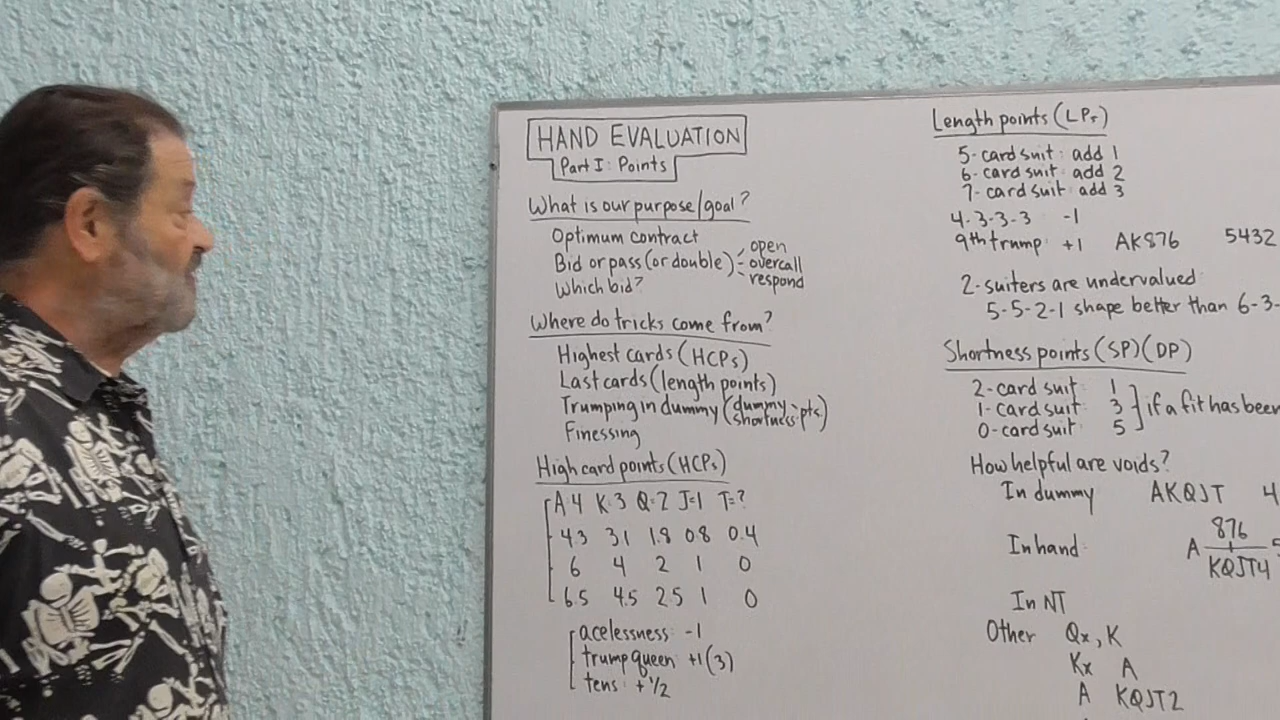 HAND EVALUATION
Part I: Points
What is our purpose/goal?
Optimum contract
Bid or pass (or double) open
overcall
respond
Which bid?
Where do tricks come from?
Highest cards (HCPs)
Last cards (length points)
Trumping in dummy (dummy-
shortness pts)
Finessing
High card points (HCPs)
A=4 K=3 Q=2 J=1 T=?
4.3 3.1 1.8 0.8 0.4
6 4 2 1 0
6.5 4.5 2.5 1 0
acelessness: -1
trump queen +1 (3)
tens: +1/2
Length points (LPs)
5-card suit: add 1
6-card suit: add 2
7-card suit: add 3
4-3-3-3 -1
9th trump +1 AK876 5432
2-suiters are undervalued
5-5-2-1 shape better than 6-3-
Shortness points (SP) (DP)
2-card suit: 1
1-card suit: 3
0-card suit: 5
if a fit has been
How helpful are voids?
In dummy AKQJT 4
In hand: A 876
KQJT4
In NT
Other Qx, K
Kx A
A KQJT2